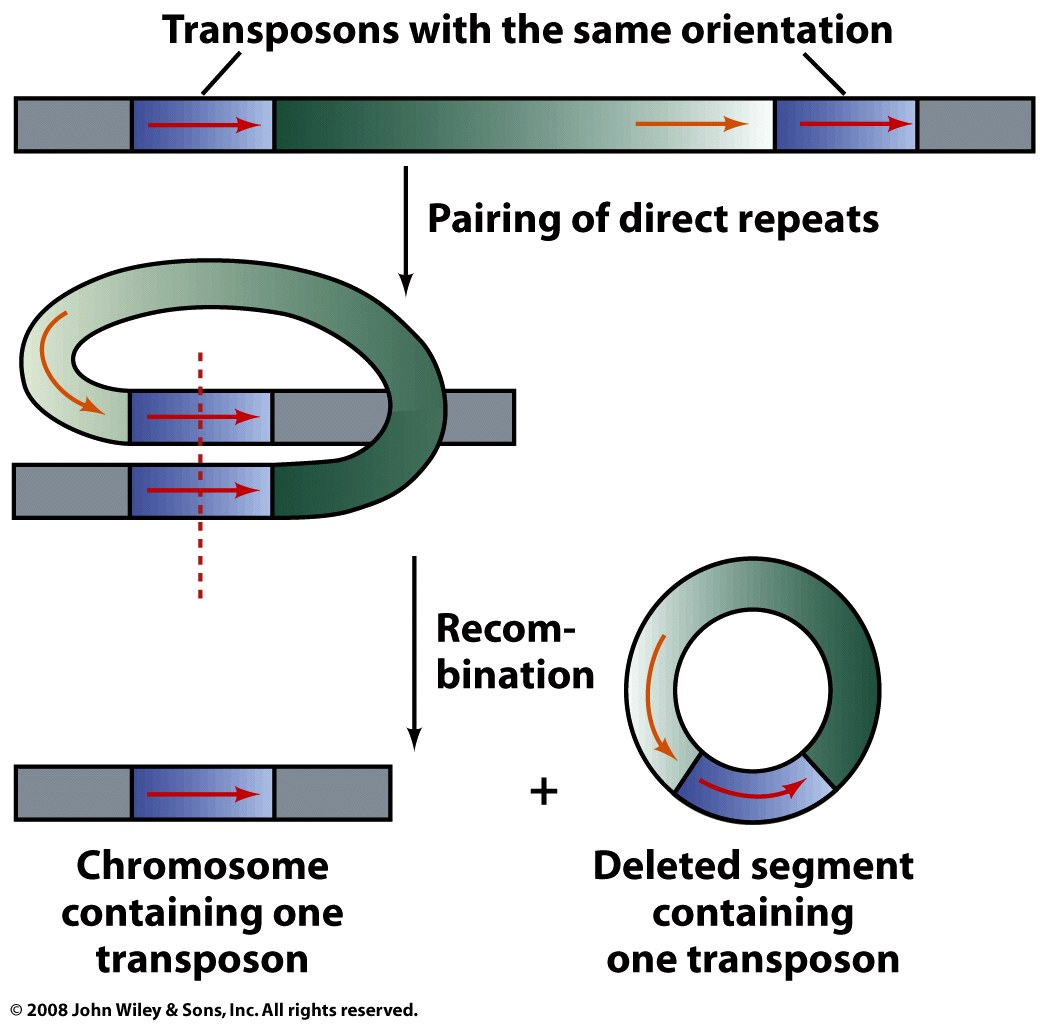 Transposons with the same orientation
Pairing of direct repeats
Recom-
bination
+
Chromosome
containing one
transposon
Deleted segment
containing
one transposon
© 2008 John Wiley & Sons, Inc. All rights reserved.